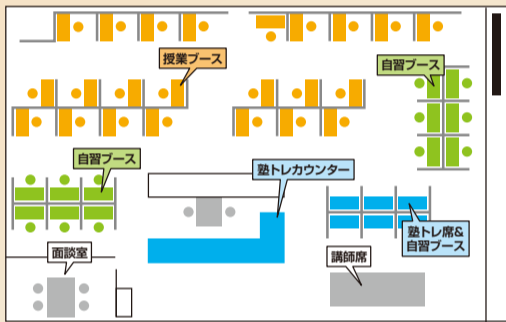 授業ブース
自習ブース
自習ブース
塾トレカウンター
塾トレ席&
自習ブース
面談室
講師席